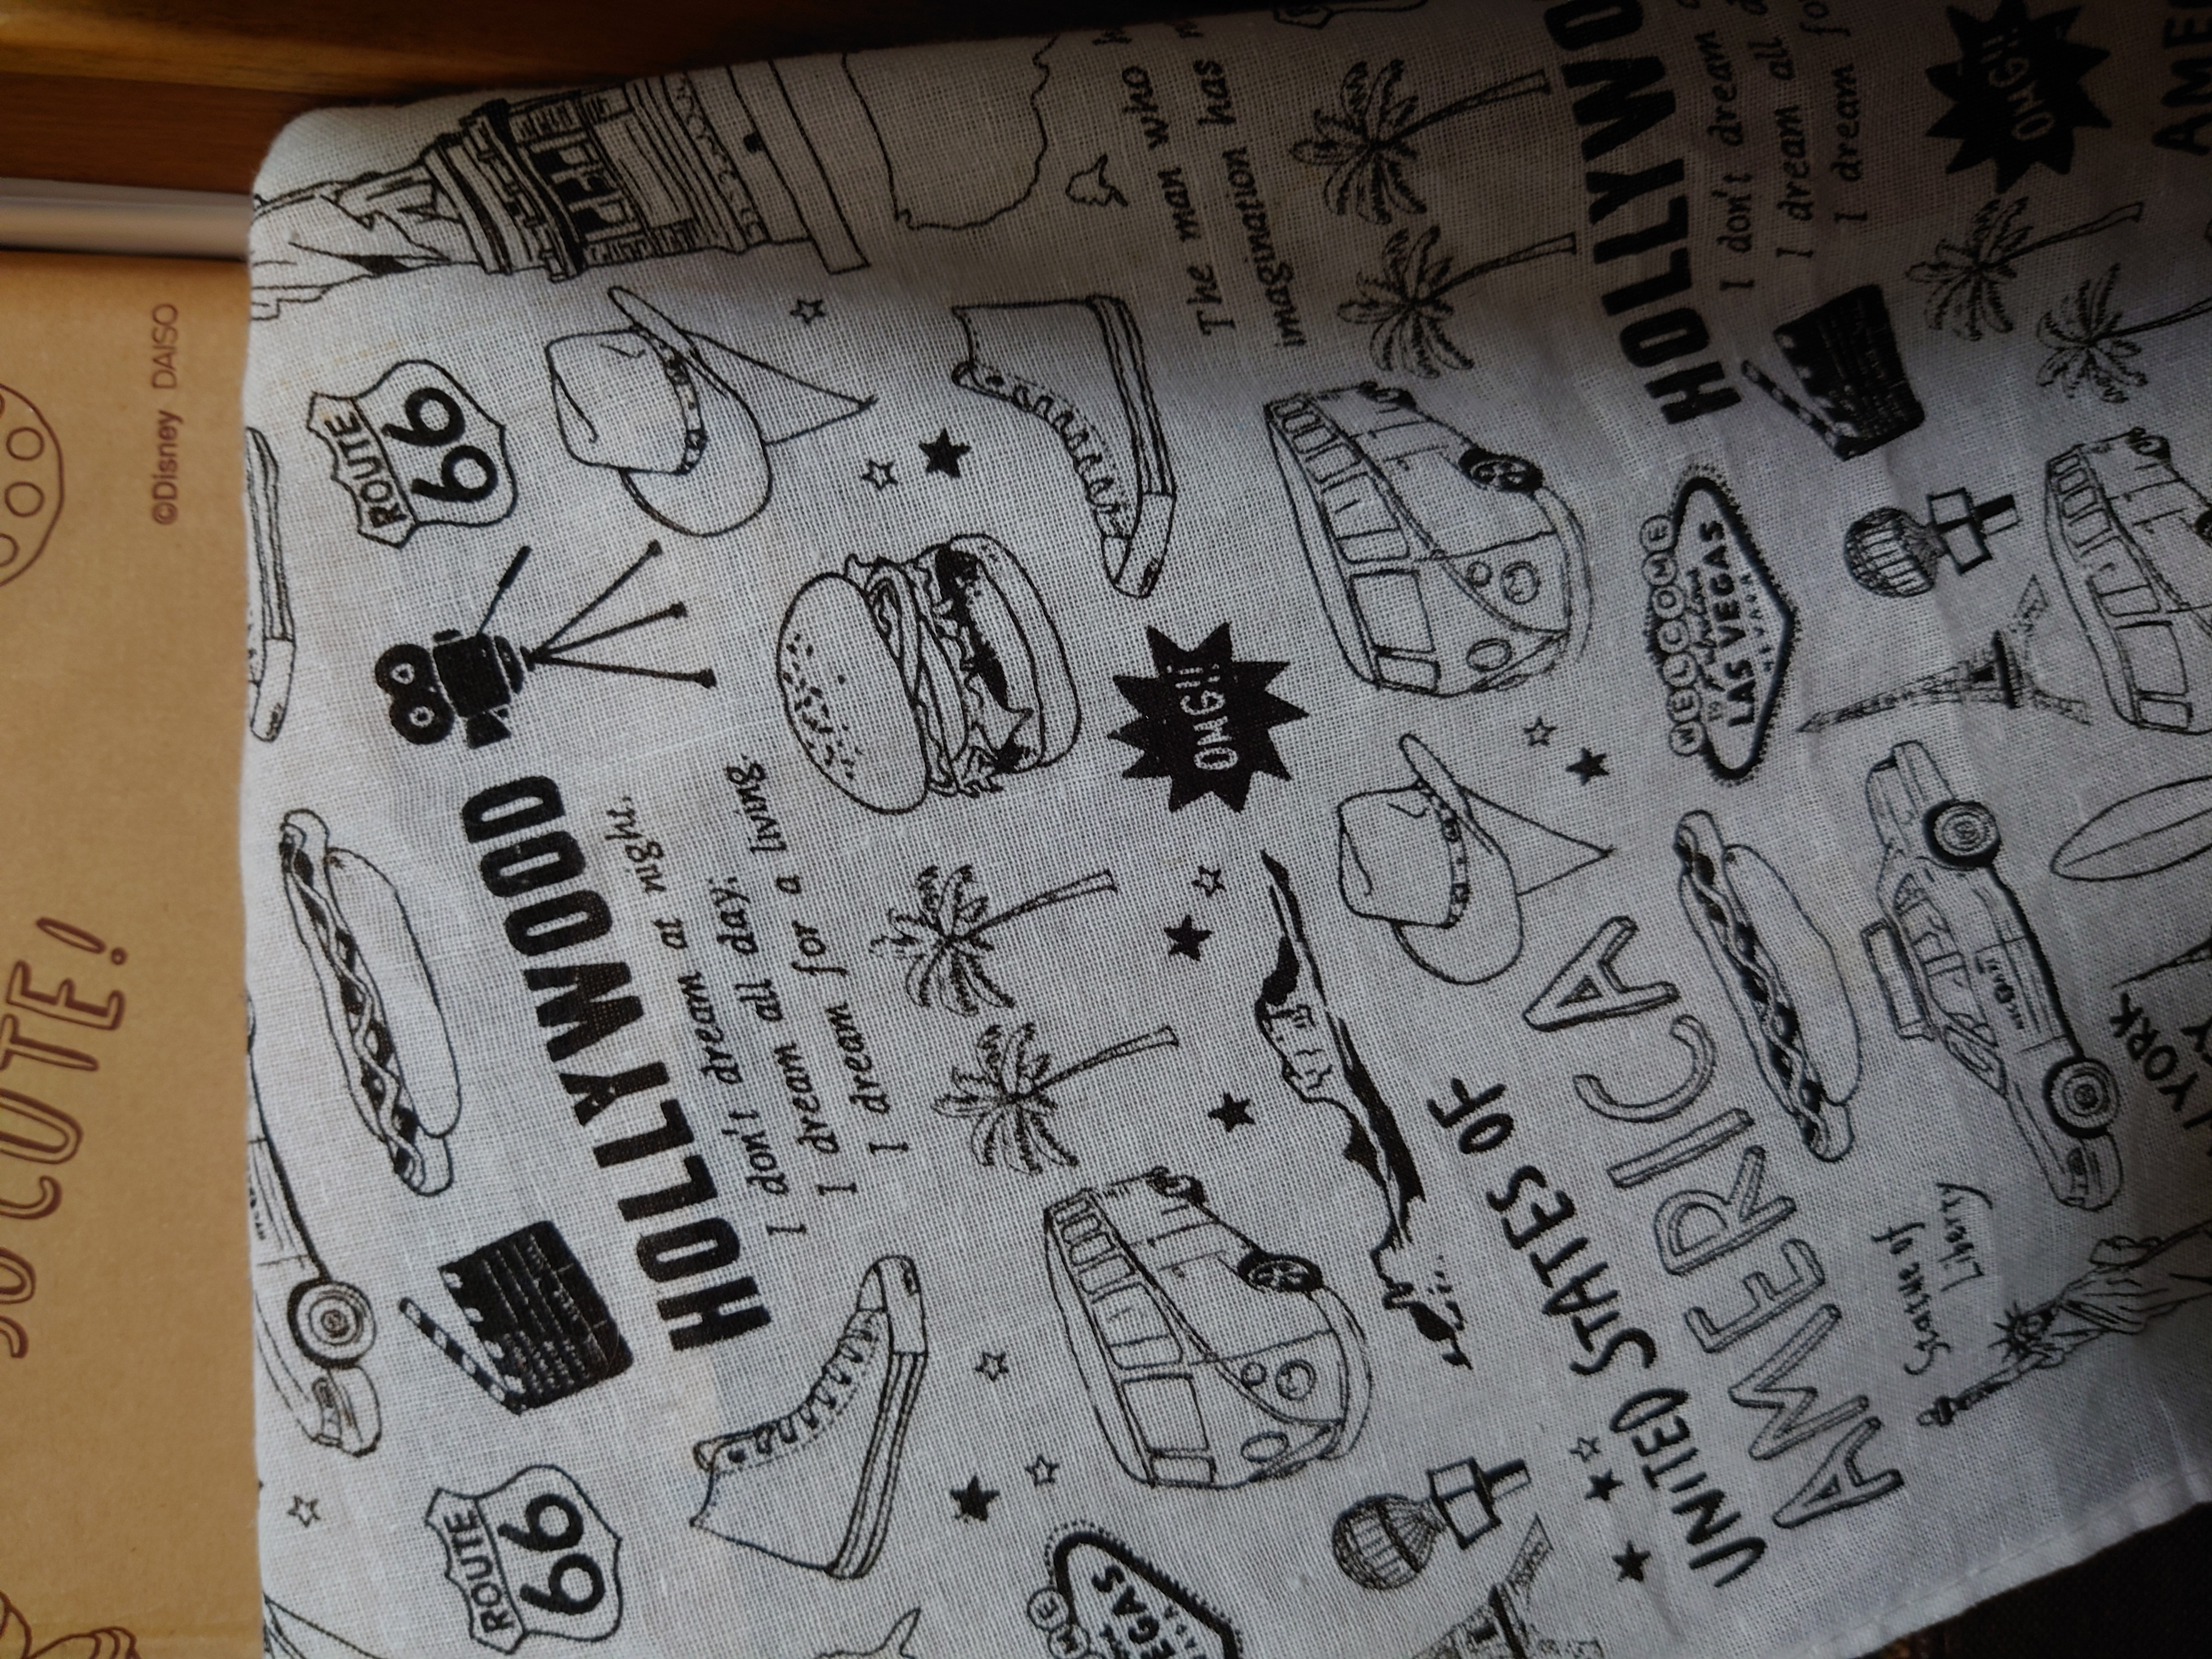 SO CUTE!
©Disney DAISO
ROUTE
66
ROUTE
66
HOLLYWOOD
I don't dream at night,
I dream all day;
I dream for a living.
OMG!!
The man who
imagination has
UNITED STATES OF
AMERICA
WELCOME
TO Fabulous
LAS VEGAS
NEVADA
HOLLYWO
I don't dream
I dream all
I dream fo
Statue of
Liberty
NYC TAXI
OMG!!
YORK
AME